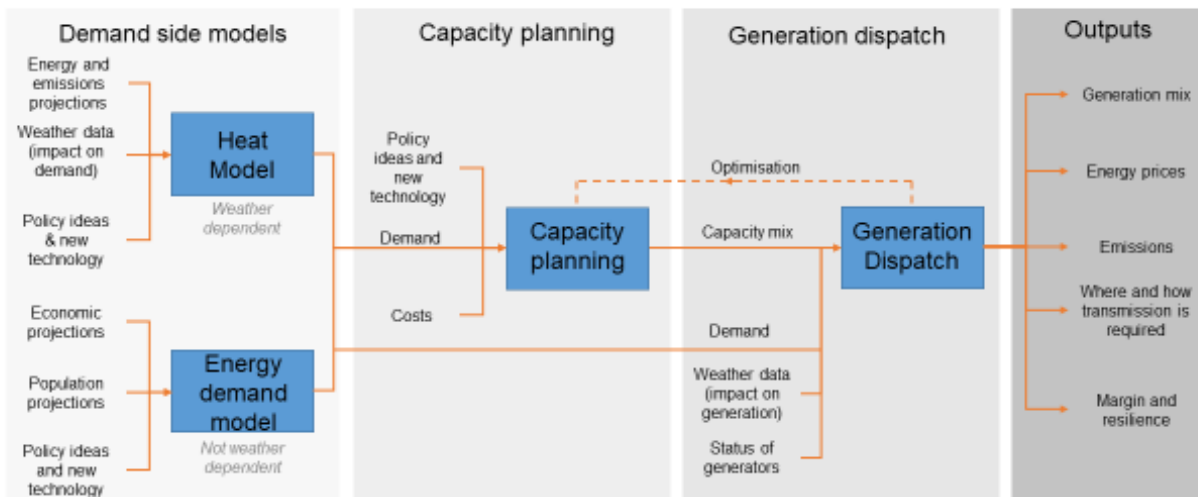 Demand side models
Energy and
emissions
projections
Weather data
(impact on
demand)
Policy ideas
& new
technology
Heat
Model
Weather
dependent
Economic
projections
Population
projections
Policy ideas
and new
technology
Energy
demand
model
Not weather
dependent
Capacity planning
Policy
ideas and
new
technology
Demand
Costs
Capacity
planning
Generation dispatch
Optimisation
Capacity mix
Demand
Weather data
(impact on
generation)
Status of
generators
Generation
Dispatch
Outputs
Generation mix
Energy prices
Emissions
Where and how
transmission is
required
Margin and
resilience